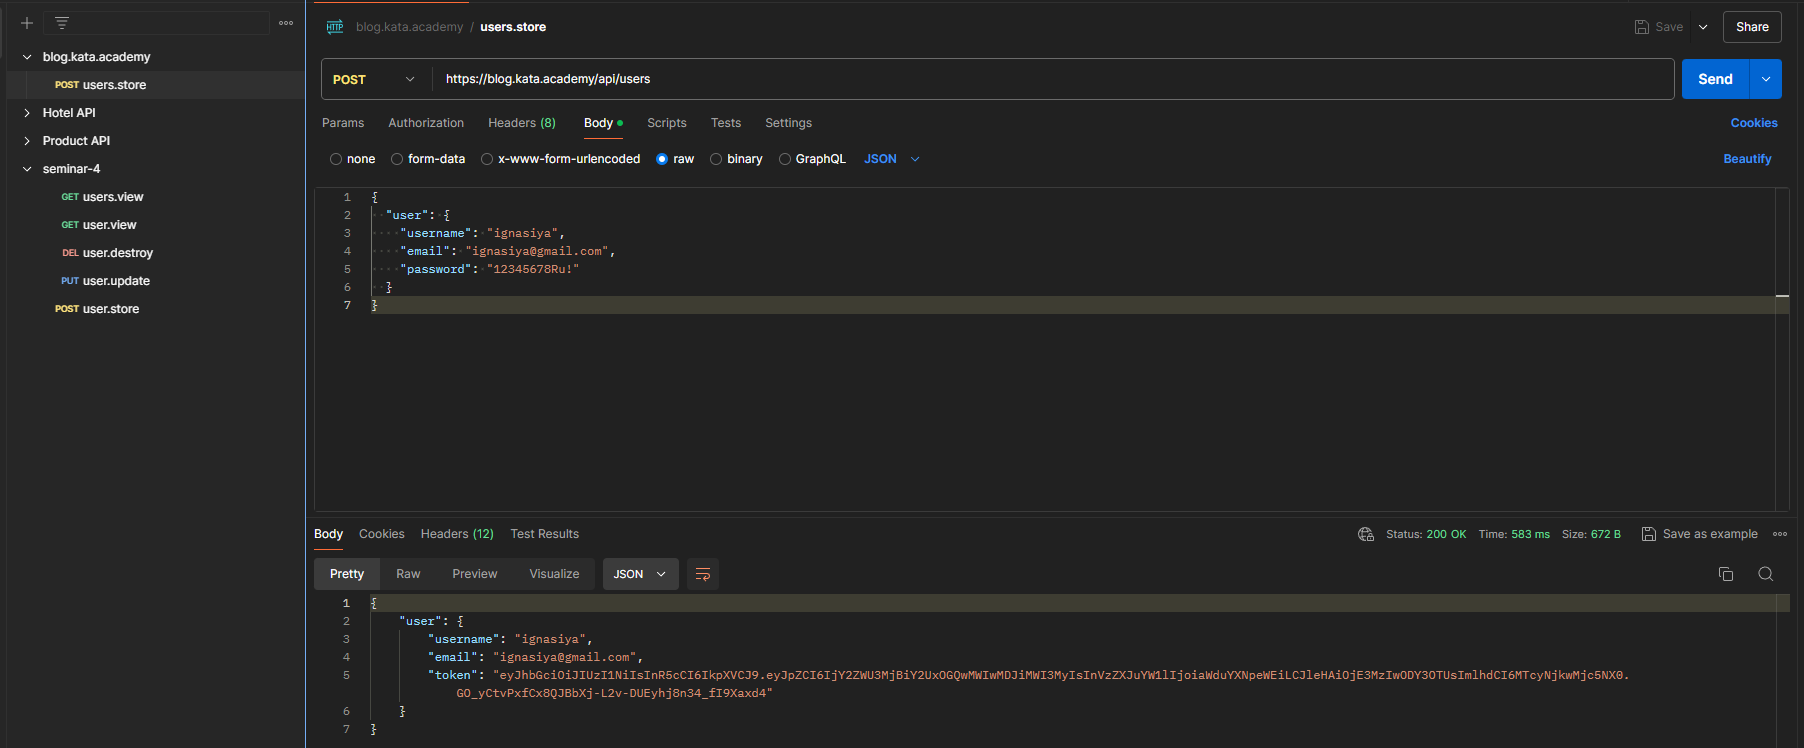 blog.kata.academy
POST users.store
Hotel API
Product API
seminar-4
GET users.view
GET user.view
DEL user.destroy
PUT user.update
POST user.store
HTTP blog.kata.academy / users.store
Save
Share
POST https://blog.kata.academy/api/users
Send
Params Authorization Headers (8) Body Scripts Tests Settings
Cookies
none form-data x-www-form-urlencoded raw binary GraphQL JSON
Beautify
1 {
2 "user": {
3 "username": "ignasiya",
4 "email": "ignasiya@gmail.com",
5 "password": "12345678Ru!"
6 }
7 }
Body Cookies Headers (12) Test Results
Status: 200 OK Time: 583 ms Size: 672 B Save as example
Pretty Raw Preview Visualize JSON
1 {
2 "user": {
3 "username": "ignasiya",
4 "email": "ignasiya@gmail.com",
5 "token": "eyJhbGciOiJIUzI1NiIsInR5cCI6IkpXVCJ9.eyJpZCI6IjY2ZWU3MjBiY2UxOGQwMWIwMDJiMWI3MyIsInVzZXJuYW1lIjoiaWduYXNpeWEiLCJleHAiOjE3MzIwODY3OTUsImlhdCI6MTcyNjkwMjc5NX0.
GO_yCtvPxfCx8QJBbXj-L2v-DUEyhj8n34_fI9Xaxd4"
6 }
7 }